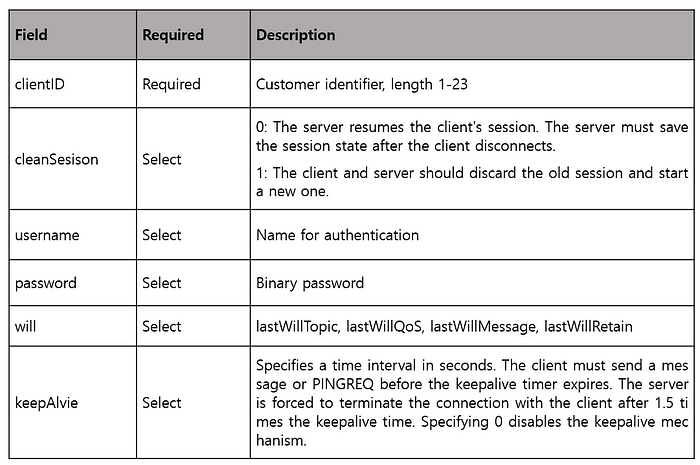 Field Required Description
clientID Required Customer identifier, length 1-23
0: The server resumes the client's session. The server must save
the session state after the client disconnects.
cleanSesison Select
1: The client and server should discard the old session and start
a new one.
username Select Name for authentication
password Select Binary password
will Select lastWillTopic, lastWillQoS, lastWillMessage, lastWillRetain
Specifies a time interval in seconds. The client must send a mes
sage or PINGREQ before the keepalive timer expires. The server
keepAlvie Select is forced to terminate the connection with the client after 1.5 ti
mes the keepalive time. Specifying 0 disables the keepalive mec
hanism.